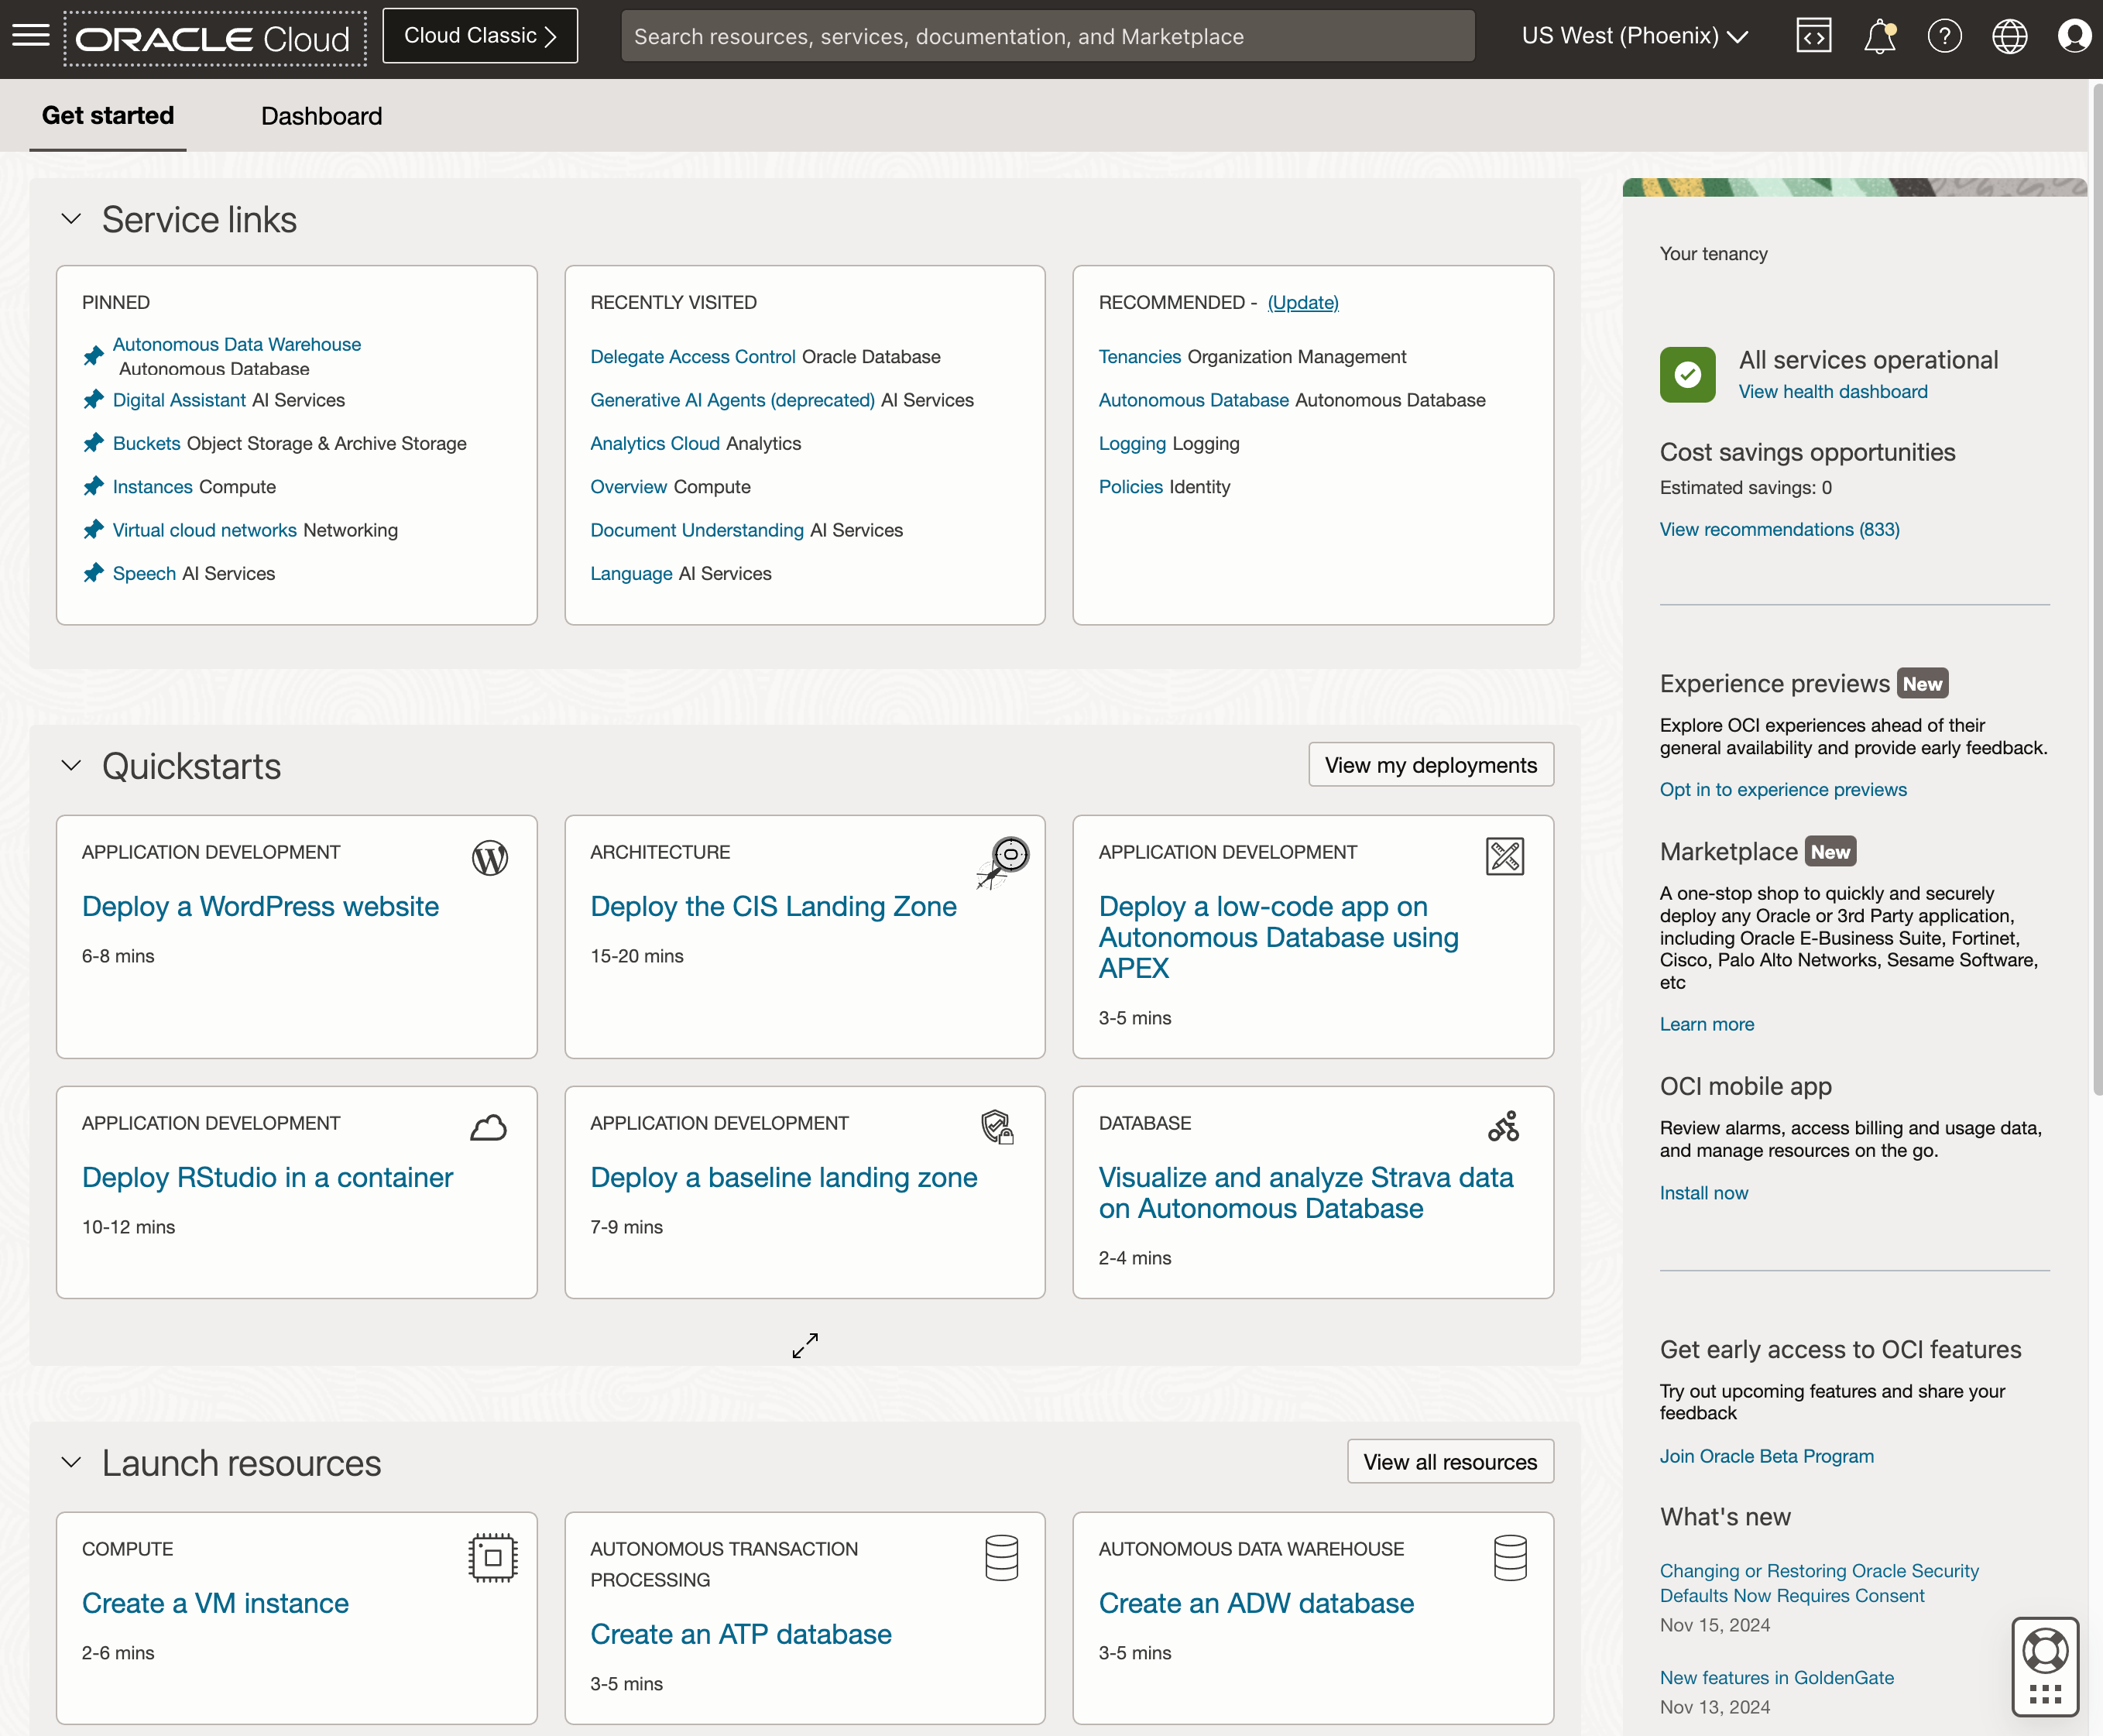 ORACLE Cloud
Cloud Classic
Search resources, services, documentation, and Marketplace
US West (Phoenix)
Get started
Dashboard
Service links
PINNED
Autonomous Data Warehouse
Autonomous Database
Digital Assistant AI Services
Buckets Object Storage & Archive Storage
Instances Compute
Virtual cloud networks Networking
Speech AI Services
RECENTLY VISITED
Delegate Access Control Oracle Database
Generative AI Agents (deprecated) AI Services
Analytics Cloud Analytics
Overview Compute
Document Understanding AI Services
Language AI Services
RECOMMENDED - (Update)
Tenancies Organization Management
Autonomous Database Autonomous Database
Logging Logging
Policies Identity
Quickstarts
View my deployments
APPLICATION DEVELOPMENT
Deploy a WordPress website
6-8 mins
ARCHITECTURE
Deploy the CIS Landing Zone
15-20 mins
APPLICATION DEVELOPMENT
Deploy a low-code app on
Autonomous Database using
APEX
3-5 mins
APPLICATION DEVELOPMENT
Deploy RStudio in a container
10-12 mins
APPLICATION DEVELOPMENT
Deploy a baseline landing zone
7-9 mins
DATABASE
Visualize and analyze Strava data
on Autonomous Database
2-4 mins
Launch resources
View all resources
COMPUTE
Create a VM instance
2-6 mins
AUTONOMOUS TRANSACTION
PROCESSING
Create an ATP database
3-5 mins
AUTONOMOUS DATA WAREHOUSE
Create an ADW database
3-5 mins
Your tenancy
All services operational
View health dashboard
Cost savings opportunities
Estimated savings: 0
View recommendations (833)
Experience previews New
Explore OCI experiences ahead of their
general availability and provide early feedback.
Opt in to experience previews
Marketplace New
A one-stop shop to quickly and securely
deploy any Oracle or 3rd Party application,
including Oracle E-Business Suite, Fortinet,
Cisco, Palo Alto Networks, Sesame Software,
etc
Learn more
OCI mobile app
Review alarms, access billing and usage data,
and manage resources on the go.
Install now
Get early access to OCI features
Try out upcoming features and share your
feedback
Join Oracle Beta Program
What's new
Changing or Restoring Oracle Security
Defaults Now Requires Consent
Nov 15, 2024
New features in GoldenGate
Nov 13, 2024